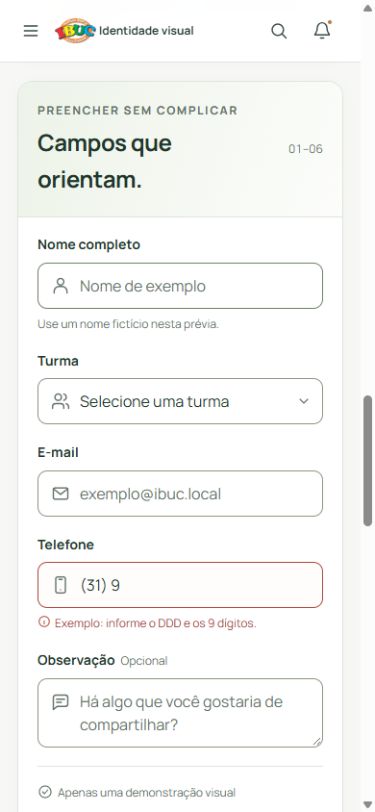 IBUC Identidade visual
PREENCHER SEM COMPLICAR
Campos que
orientam.
01–06
Nome completo
Nome de exemplo
Use um nome fictício nesta prévia.
Turma
Selecione uma turma
E-mail
exemplo@ibuc.local
Telefone
(31) 9
Exemplo: informe o DDD e os 9 dígitos.
Observação Opcional
Há algo que você gostaria de
compartilhar?
Apenas uma demonstração visual